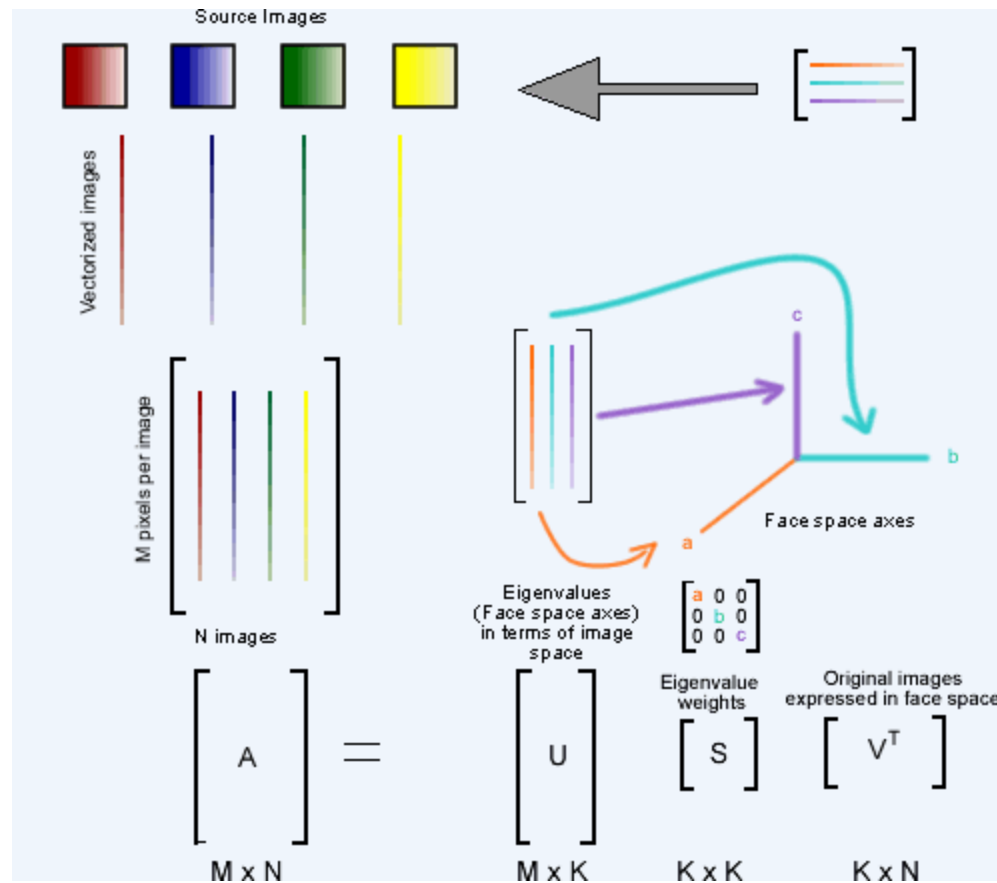 Source Images
Vectorized images
c
b
Face space axes
a
M pixels per image
N images
Eigenvalues
(Face space axes)
in terms of image
space
a 0 0
0 b 0
0 0 c
Eigenvalue
weights
Original images
expressed in face space
A = U S Vᵀ
M x N M x K K x K K x N